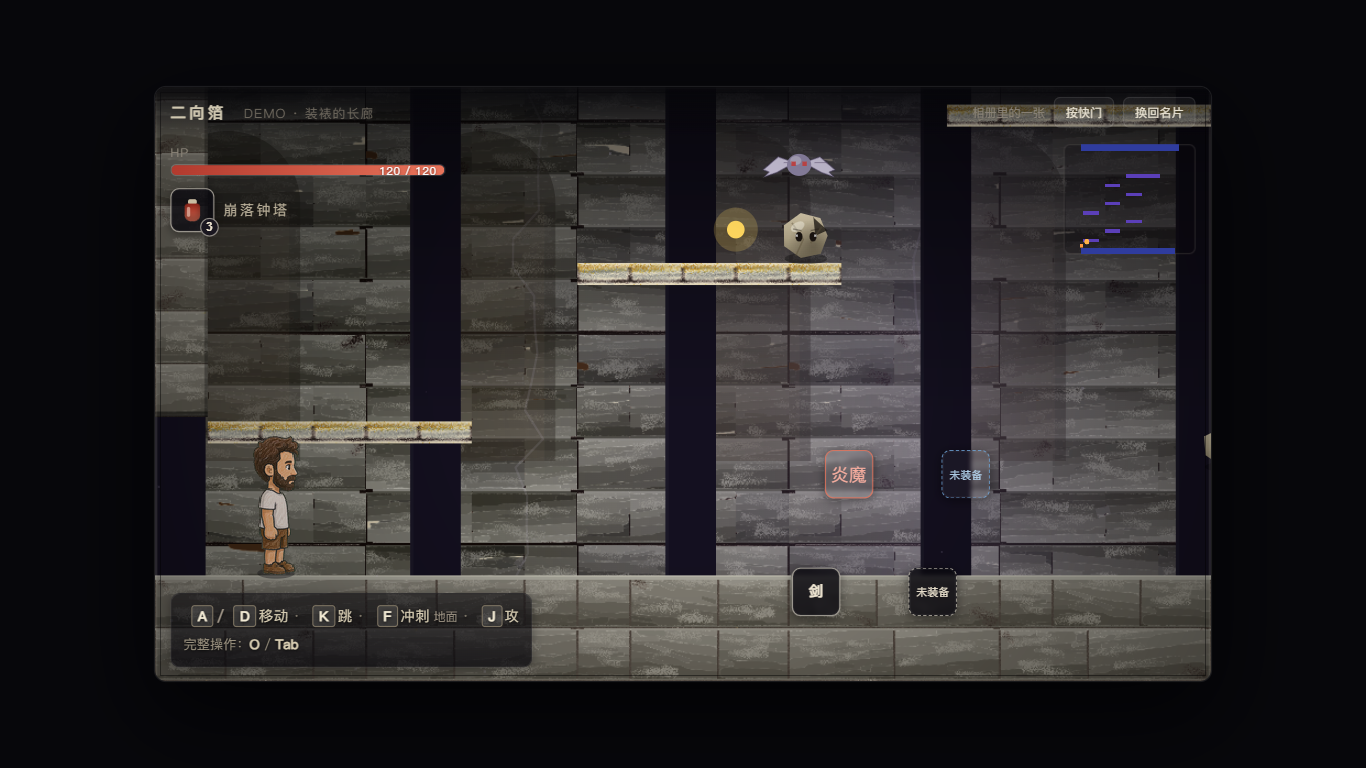 二向箔 DEMO · 装裱的长廊
相册里的一张 按快门 换回名片
HP
120 / 120
3 崩落钟塔
炎魔 未装备
剑 未装备
A / D 移动 · K 跳 · F 冲刺 地面 · J 攻
完整操作: O / Tab